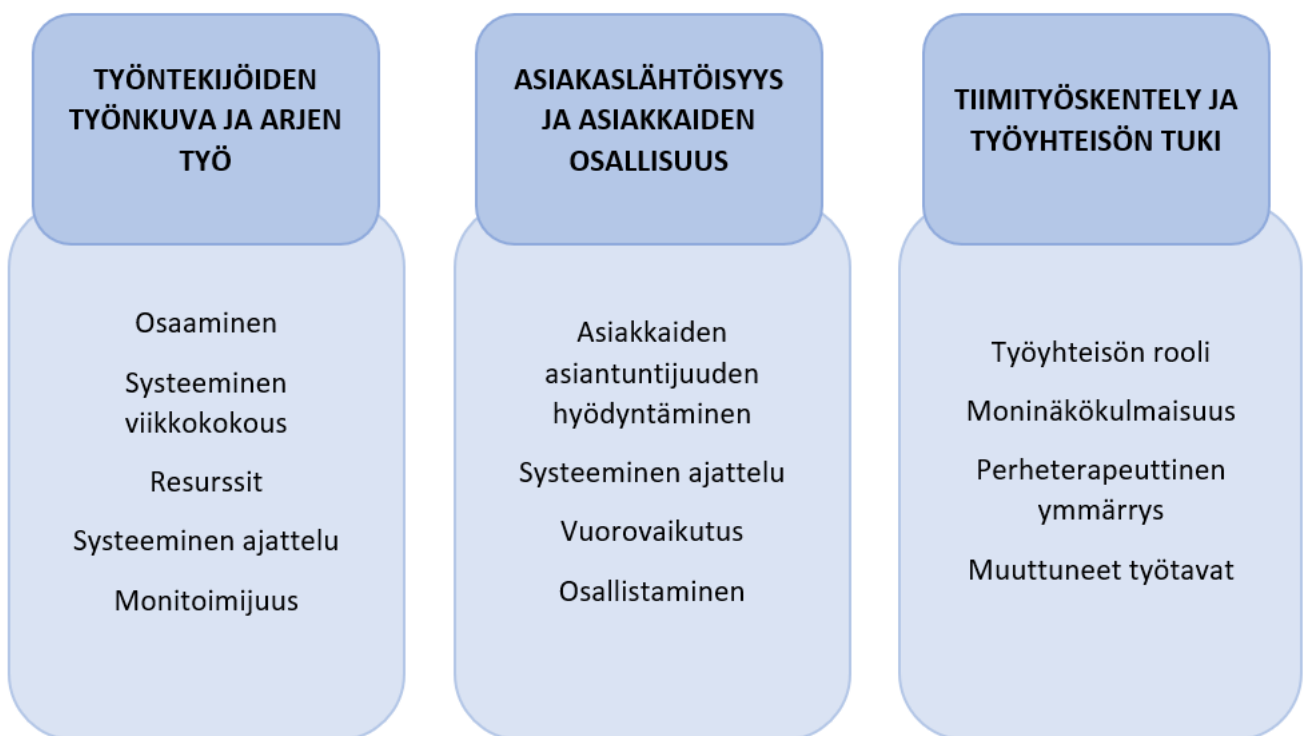 TYÖNTEKIJÖIDEN
TYÖNKUVA JA ARJEN
TYÖ
Osaaminen
Systeeminen
viikkokokous
Resurssit
Systeeminen ajattelu
Monitoimijuus
ASIAKASLÄHTÖISYYS
JA ASIAKKAIDEN
OSALLISUUS
Asiakkaiden
asiantuntijuuden
hyödyntäminen
Systeeminen ajattelu
Vuorovaikutus
Osallistaminen
TIIMITYÖSKENTELY JA
TYÖYHTEISÖN TUKI
Työyhteisön rooli
Moninäkökulmaisuus
Perheterapeuttinen
ymmärrys
Muuttuneet työtavat